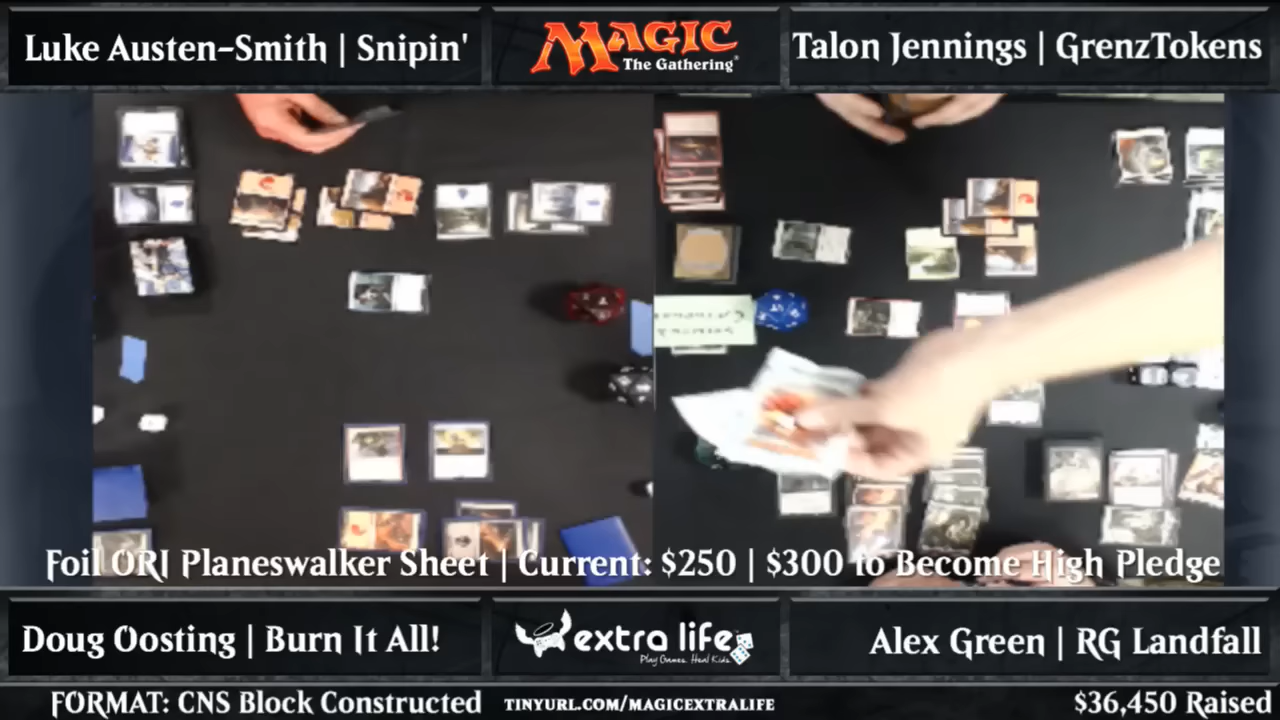 Luke Austen-Smith | Snipin'
MAGIC
The Gathering®
Talon Jennings | GrenzTokens
Foil ORI Planeswalker Sheet | Current: $250 | $300 to Become High Pledge
Doug Oosting | Burn It All!
extra life
Play Games. Heal Kids.
Alex Green | RG Landfall
FORMAT: CNS Block Constructed
TINYURL.COM/MAGICEXTRALIFE
$36,450 Raised